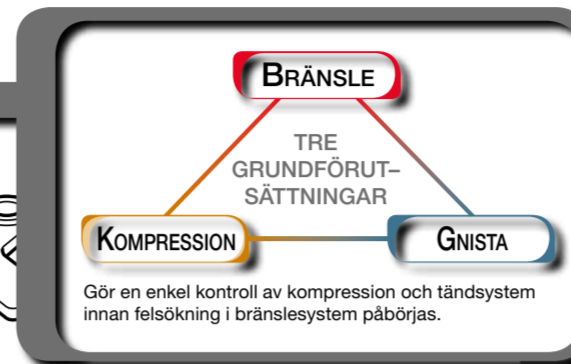 BRÄNSLE
TRE
GRUNDFÖRUT–
SÄTTNINGAR
KOMPRESSION
GNISTA
Gör en enkel kontroll av kompression och tändsystem
innan felsökning i bränslesystem påbörjas.